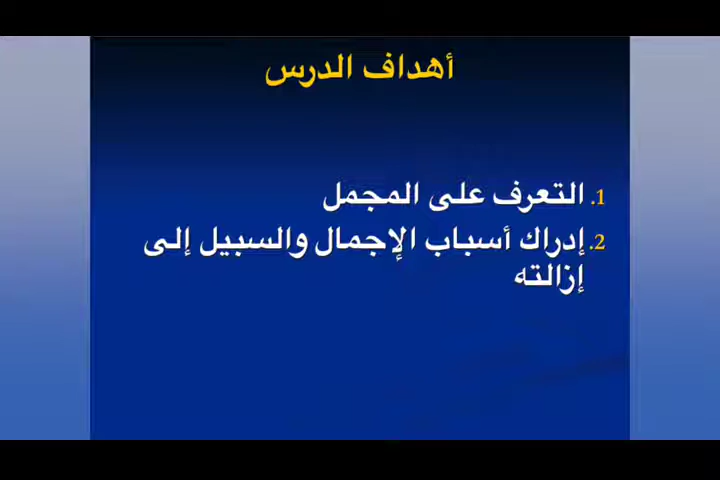 أهداف الدرس
1. التعرف على المجمل
2. إدراك أسباب الإجمال والسبيل إلى
إزالته